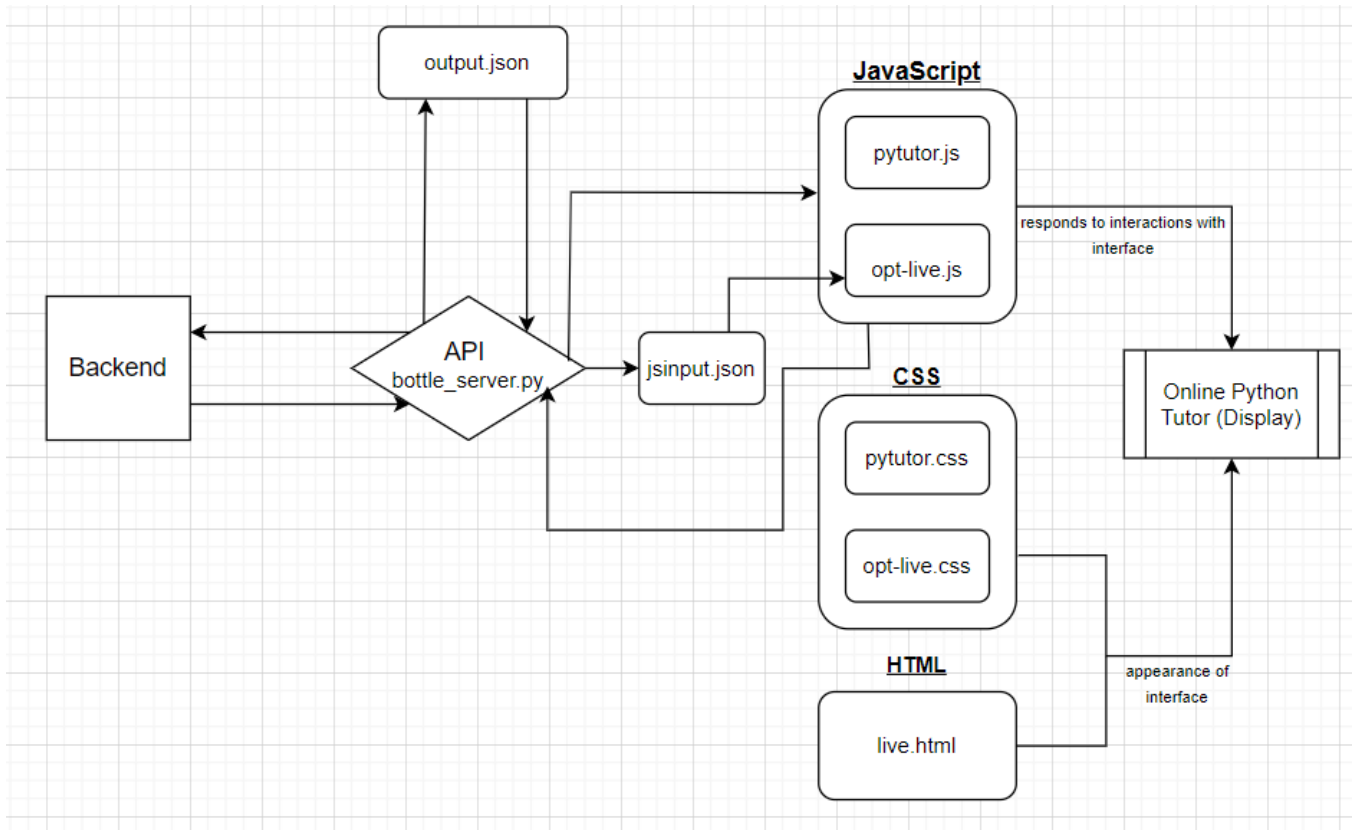 output.json
JavaScript
pytutor.js
opt-live.js
responds to interactions with
interface
Backend
API
bottle_server.py
jsinput.json
CSS
pytutor.css
opt-live.css
Online Python
Tutor (Display)
HTML
live.html
appearance of
interface